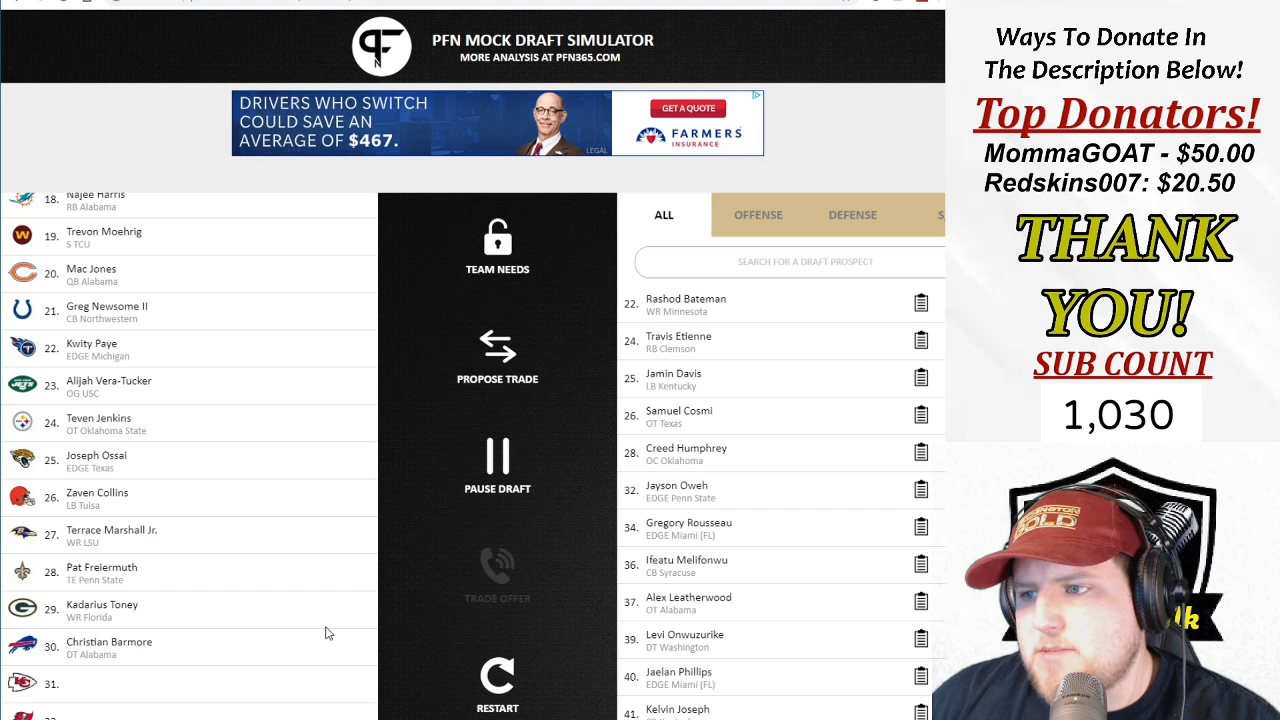 PFN MOCK DRAFT SIMULATOR
MORE ANALYSIS AT PFN365.COM
DRIVERS WHO SWITCH
COULD SAVE AN
AVERAGE OF $467.
LEGAL
GET A QUOTE
FARMERS
INSURANCE
18. Najee Harris
RB Alabama
19. Trevon Moehrig
S TCU
20. Mac Jones
QB Alabama
21. Greg Newsome II
CB Northwestern
22. Kwity Paye
EDGE Michigan
23. Alijah Vera-Tucker
OG USC
24. Teven Jenkins
OT Oklahoma State
25. Joseph Ossai
EDGE Texas
26. Zaven Collins
LB Tulsa
27. Terrace Marshall Jr.
WR LSU
28. Pat Freiermuth
TE Penn State
29. Kadarius Toney
WR Florida
30. Christian Barmore
DT Alabama
31.
TEAM NEEDS
PROPOSE TRADE
PAUSE DRAFT
TRADE OFFER
RESTART
ALL OFFENSE DEFENSE S
SEARCH FOR A DRAFT PROSPECT
22. Rashod Bateman
WR Minnesota
24. Travis Etienne
RB Clemson
25. Jamin Davis
LB Kentucky
26. Samuel Cosmi
OT Texas
28. Creed Humphrey
OC Oklahoma
32. Jayson Oweh
EDGE Penn State
34. Gregory Rousseau
EDGE Miami (FL)
36. Ifeatu Melifonwu
CB Syracuse
37. Alex Leatherwood
OT Alabama
39. Levi Onwuzurike
DT Washington
40. Jaelan Phillips
EDGE Miami (FL)
41. Kelvin Joseph
Ways To Donate In
The Description Below!
Top Donators!
MommaGOAT - $50.00
Redskins007: $20.50
THANK
YOU!
SUB COUNT
1,030